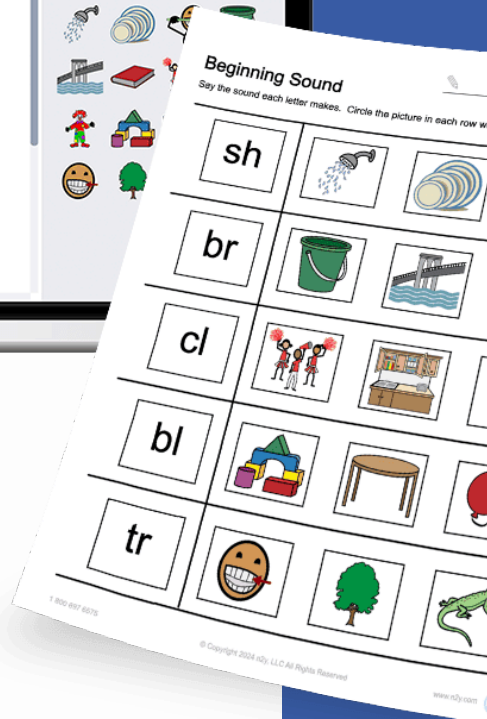 Beginning Sound
Say the sound each letter makes. Circle the picture in each row
sh
br
cl
bl
tr
1 800 697 6575
© Copyright 2024 n2y, LLC All Rights Reserved
www.n2y.com